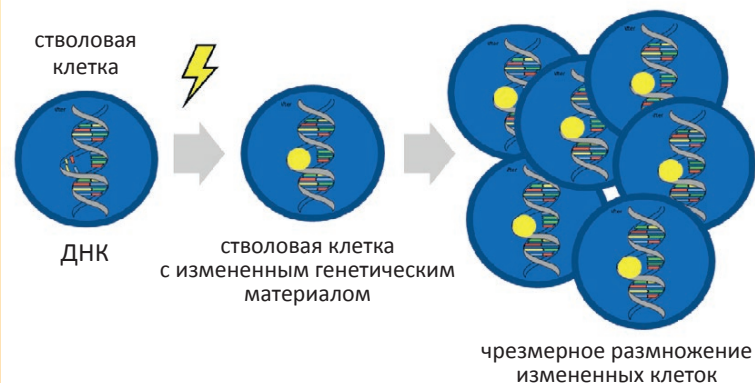 стволовая
клетка
ДНК
стволовая клетка
с измененным генетическим
материалом
чрезмерное размножение
измененных клеток